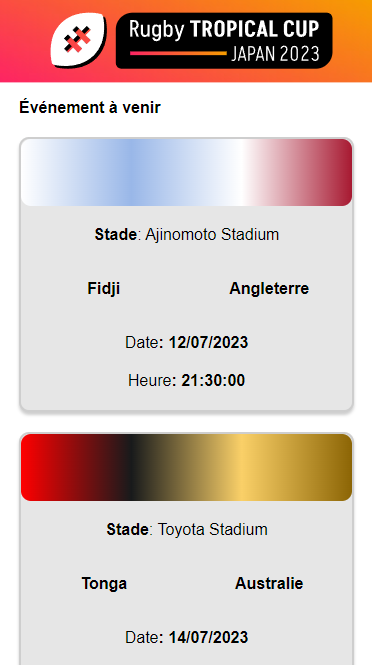 Rugby TROPICAL CUP
JAPAN 2023
Événement à venir
Stade: Ajinomoto Stadium
Fidji Angleterre
Date: 12/07/2023
Heure: 21:30:00
Stade: Toyota Stadium
Tonga Australie
Date: 14/07/2023